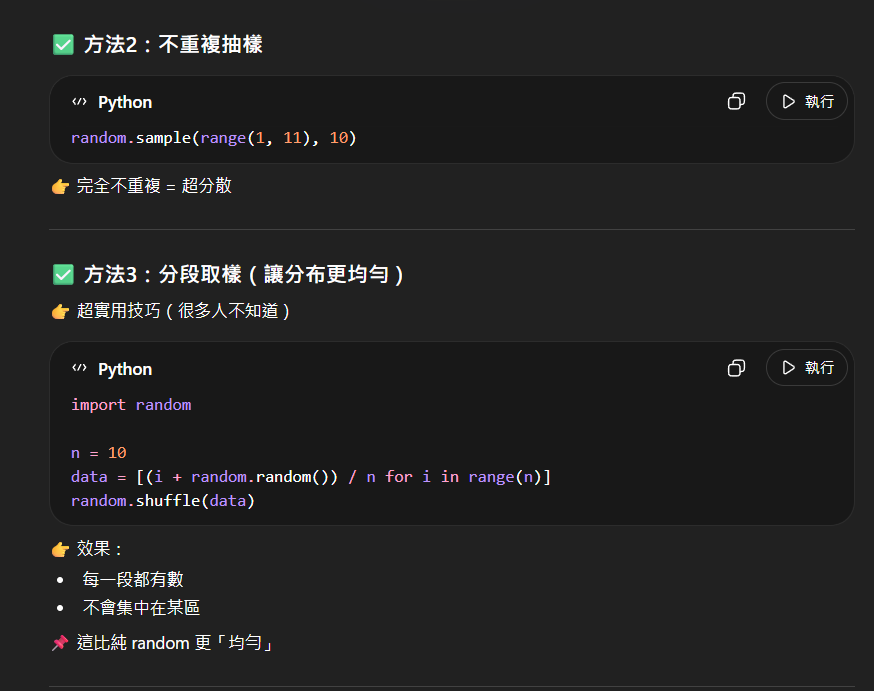 ✅ 方法2：不重複抽樣
Python
執行
random.sample(range(1, 11), 10)
👉 完全不重複 = 超分散
✅ 方法3：分段取樣（讓分布更均勻）
👉 超實用技巧（很多人不知道）
Python
執行
import random
n = 10
data = [(i + random.random()) / n for i in range(n)]
random.shuffle(data)
👉 效果：
• 每一段都有數
• 不會集中在某區
📌 這比純 random 更「均勻」